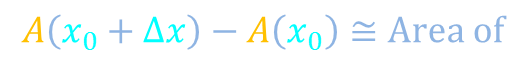 A(x₀ + Δx) − A(x₀) ≅ Area of